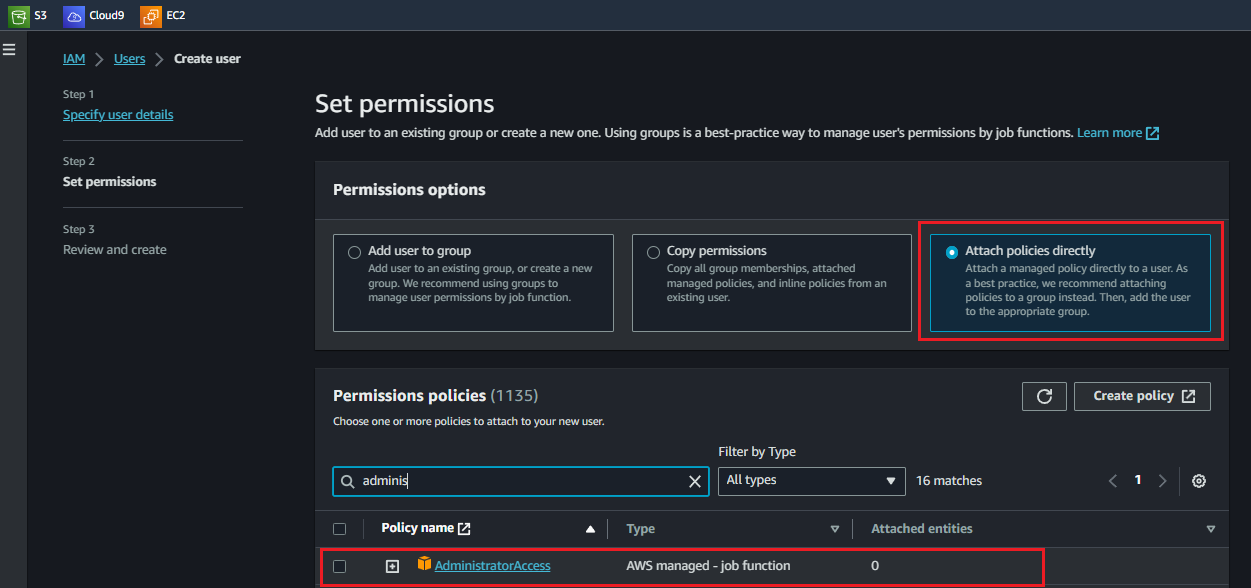 S3 Cloud9 EC2
IAM Users Create user
Step 1
Specify user details
Step 2
Set permissions
Step 3
Review and create
Set permissions
Add user to an existing group or create a new one. Using groups is a best-practice way to manage user's permissions by job functions. Learn more
Permissions options
Add user to group
Add user to an existing group, or create a new
group. We recommend using groups to
manage user permissions by job function.
Copy permissions
Copy all group memberships, attached
managed policies, and inline policies from an
existing user.
Attach policies directly
Attach a managed policy directly to a user. As
a best practice, we recommend attaching
policies to a group instead. Then, add the user
to the appropriate group.
Permissions policies (1135)
Create policy
Choose one or more policies to attach to your new user.
Filter by Type
adminis
All types
16 matches
1
Policy name Type Attached entities
AdministratorAccess AWS managed - job function 0